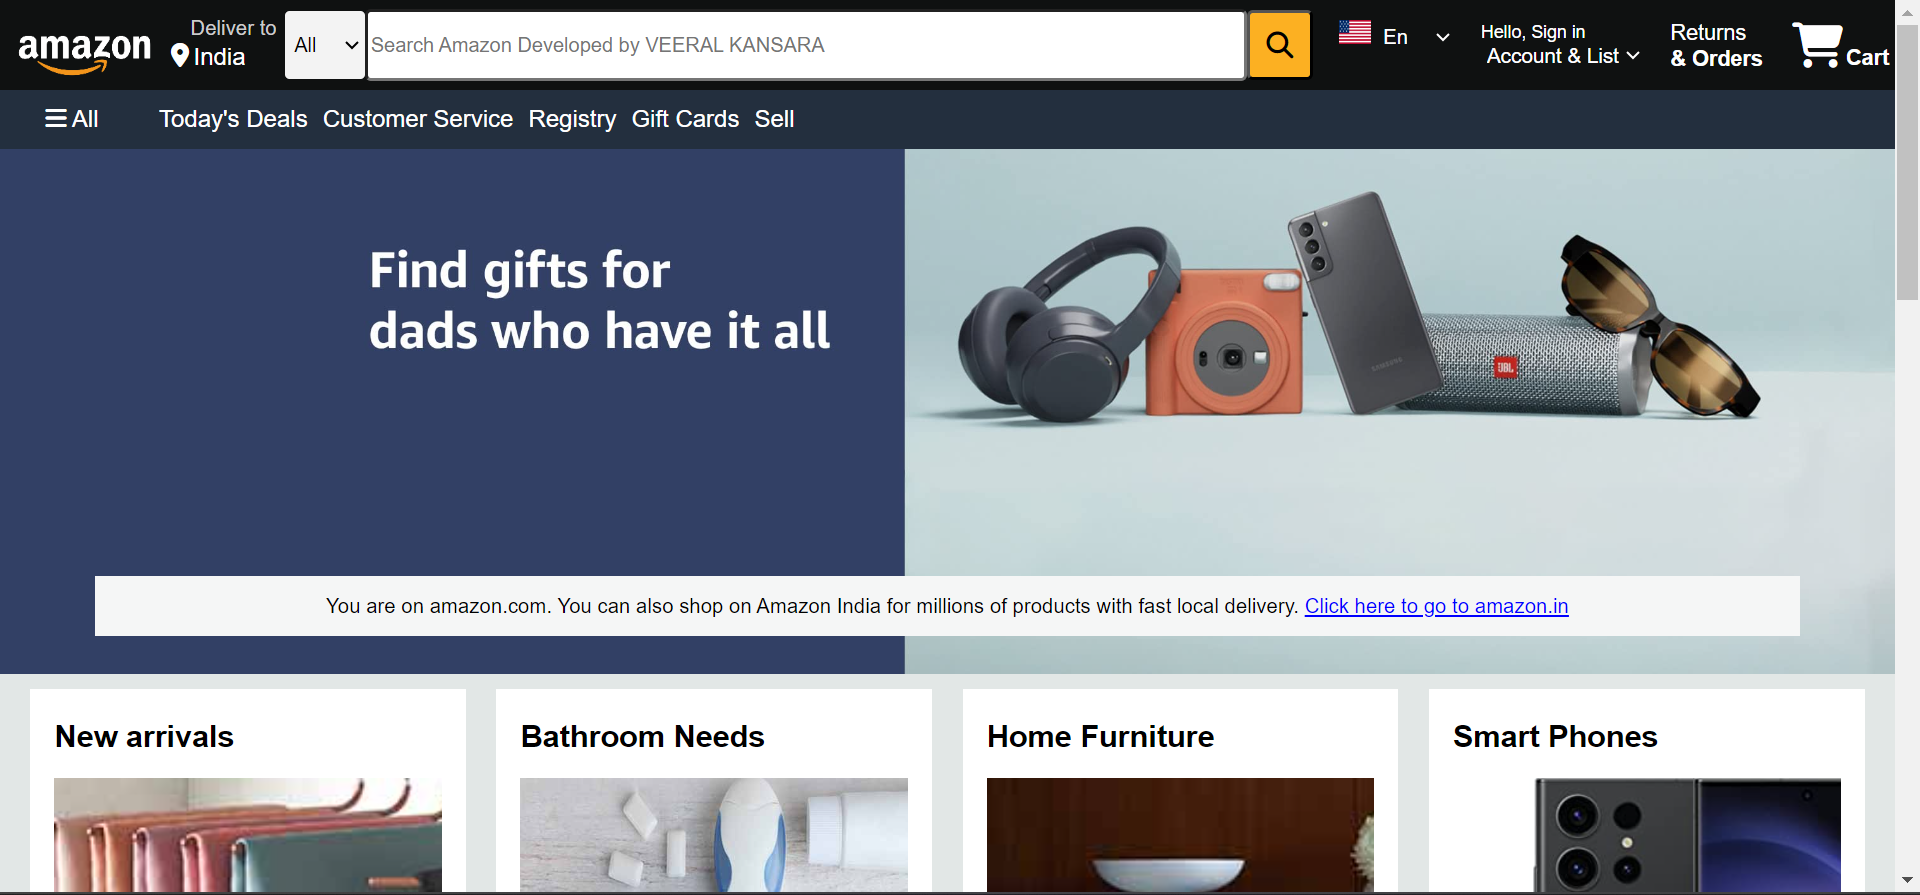 amazon
Deliver to
India
All
Search Amazon Developed by VEERAL KANSARA
En
Hello, Sign in
Account & List
Returns
& Orders
Cart
All
Today's Deals Customer Service Registry Gift Cards Sell
Find gifts for
dads who have it all
SAMSUNG
JBL
You are on amazon.com. You can also shop on Amazon India for millions of products with fast local delivery. Click here to go to amazon.in
New arrivals
Bathroom Needs
Home Furniture
Smart Phones